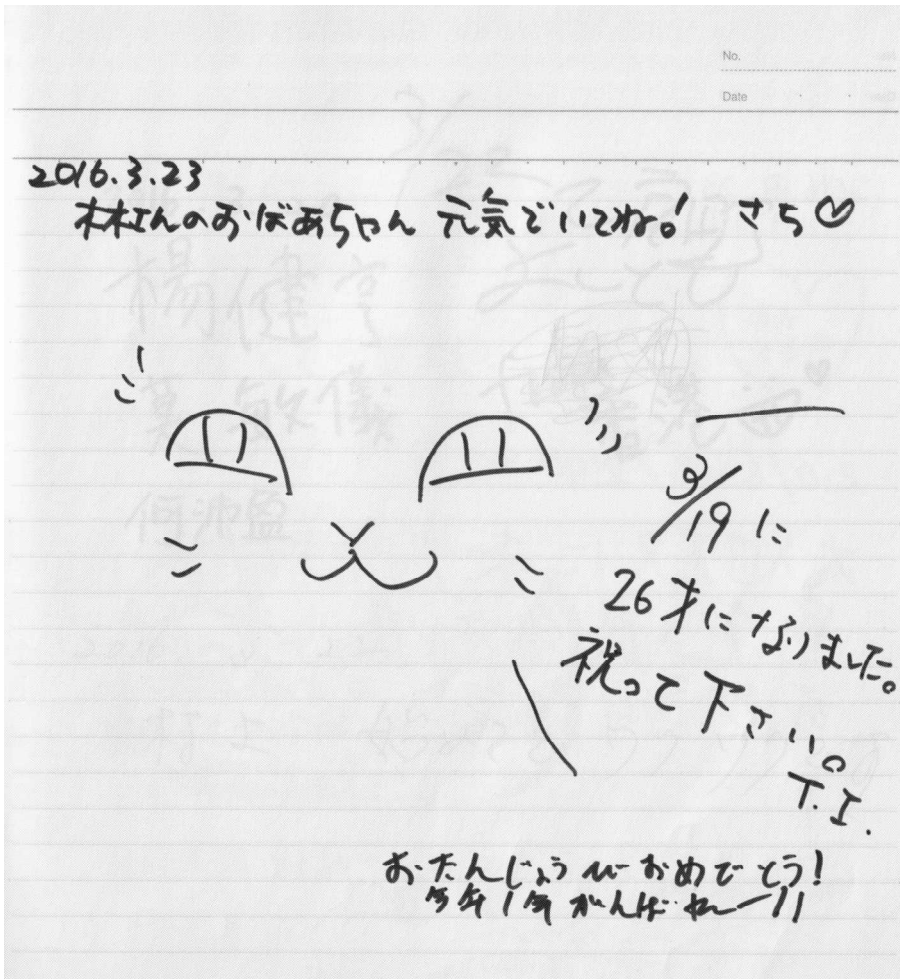 No.
Date
2016.3.23
林さんのおばあちゃん 元気でいてね! さち♡
3/19に
26才になりました。
祝って下さい。
T.I.
おたんじょうびおめでとう!
今年1年がんばねー!!